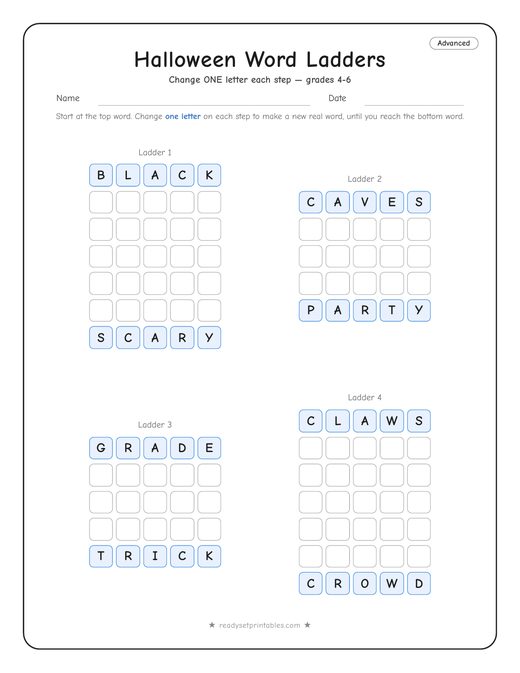 Advanced
Halloween Word Ladders
Change ONE letter each step — grades 4-6
Name Date
Start at the top word. Change one letter on each step to make a new real word, until you reach the bottom word.
Ladder 1
B L A C K
S C A R Y
Ladder 2
C A V E S
P A R T Y
Ladder 3
G R A D E
T R I C K
Ladder 4
C L A W S
C R O W D
★ readysetprintables.com ★